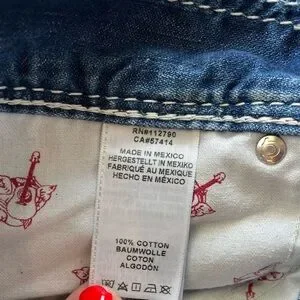 RN#112790
CA#57414
MADE IN MEXICO
HERGESTELLT IN MEXIKO
FABRIQUÉ AU MEXIQUE
HECHO EN MÉXICO
100% COTTON
BAUMWOLLE
COTON
ALGODÓN